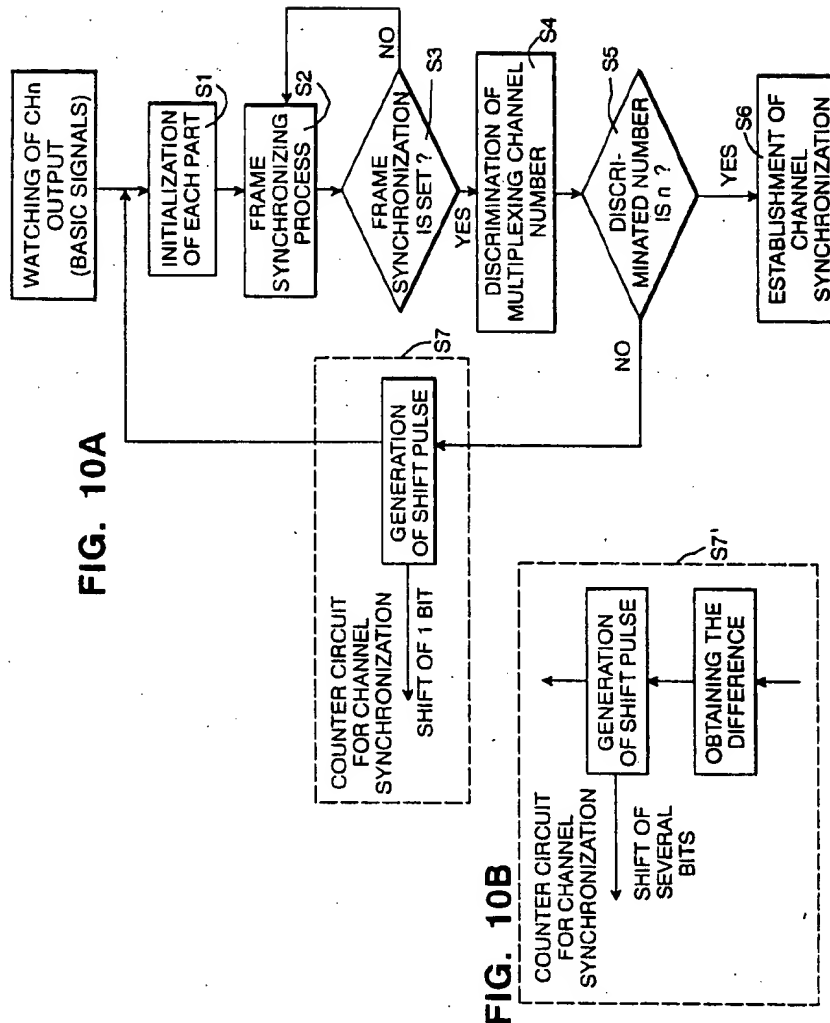 FIG. 10A
WATCHING OF CHn
OUTPUT
(BASIC SIGNALS)
INITIALIZATION
OF EACH PART
S1
FRAME
SYNCHRONIZING
PROCESS
S2
FRAME
SYNCHRONIZATION
IS SET ?
S3
NO
YES
DISCRIMINATION OF
MULTIPLEXING CHANNEL
NUMBER
S4
DISCRI-
MINATED NUMBER
IS n ?
S5
NO
YES
ESTABLISHMENT OF
CHANNEL
SYNCHRONIZATION
S6
S7
COUNTER CIRCUIT
FOR CHANNEL
SYNCHRONIZATION
GENERATION
OF SHIFT PULSE
SHIFT OF 1 BIT
FIG. 10B
S7'
COUNTER CIRCUIT
FOR CHANNEL
SYNCHRONIZATION
GENERATION
OF SHIFT PULSE
SHIFT OF
SEVERAL
BITS
OBTAINING THE
DIFFERENCE